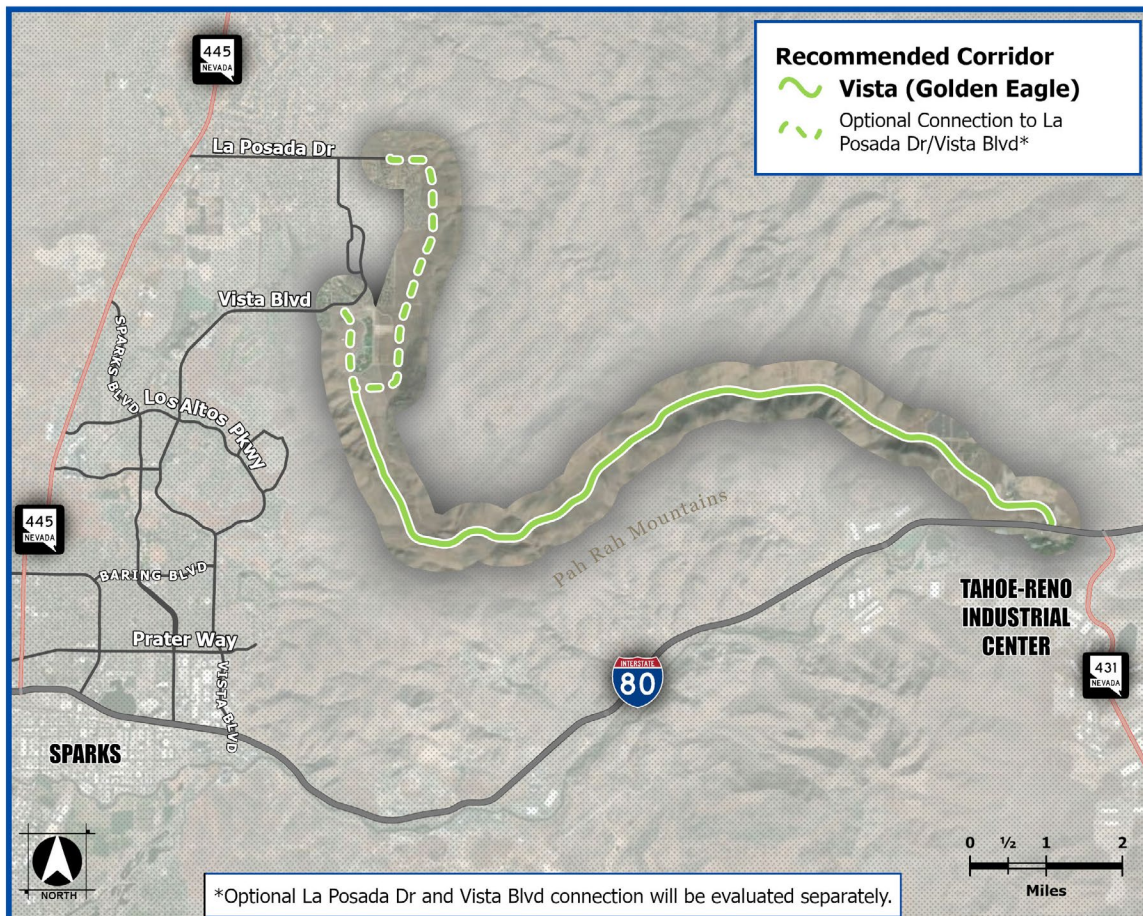 Recommended Corridor
Vista (Golden Eagle)
Optional Connection to La
Posada Dr/Vista Blvd*
445
NEVADA
La Posada Dr
Vista Blvd
SPARKS BLVD
Los Altos Pkwy
445
NEVADA
Pah Rah Mountains
BARING BLVD
TAHOE-RENO
INDUSTRIAL
CENTER
Prater Way
VISTA BLVD
INTERSTATE
80
431
NEVADA
SPARKS
NORTH
0 ½ 1 2
Miles
*Optional La Posada Dr and Vista Blvd connection will be evaluated separately.